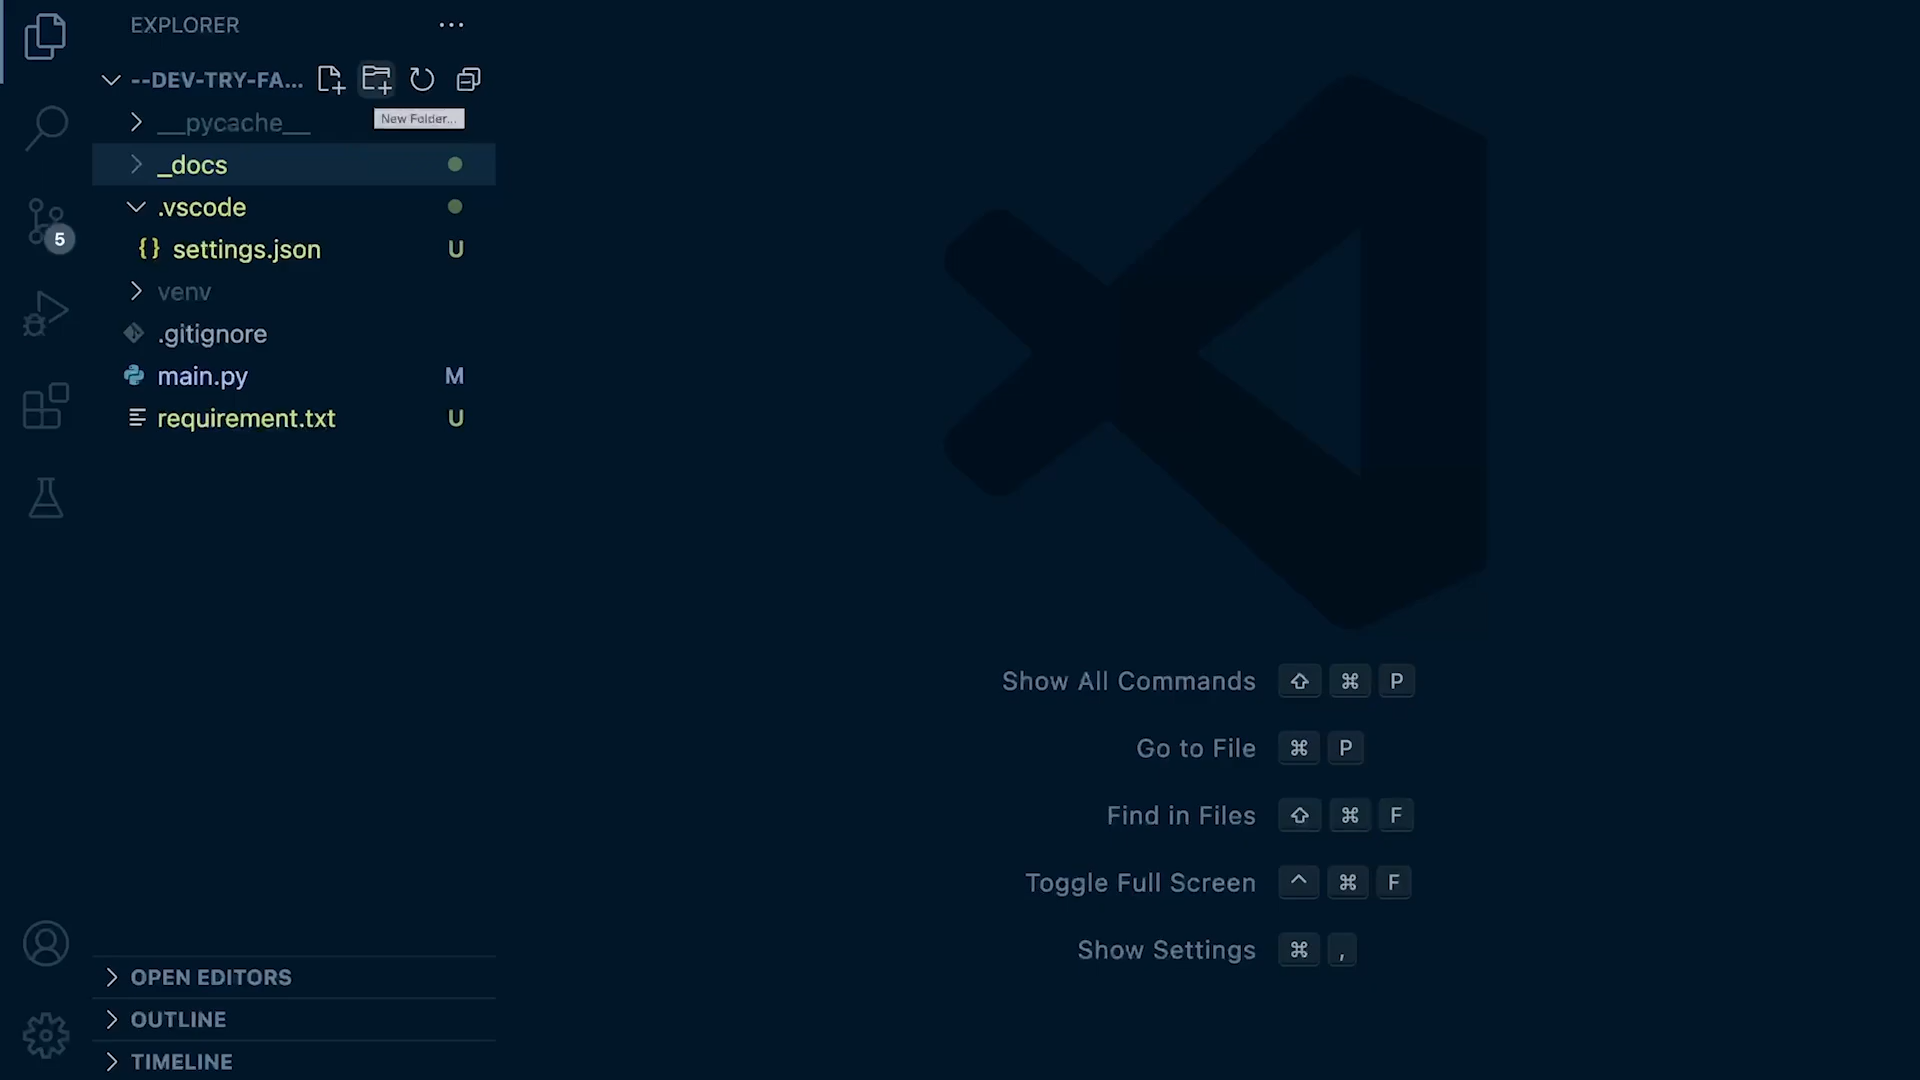 EXPLORER
--DEV-TRY-FA...
New Folder...
__pycache__
_docs
.vscode
5
{} settings.json U
venv
.gitignore
main.py M
requirement.txt U
Show All Commands ⇧ ⌘ P
Go to File ⌘ P
Find in Files ⇧ ⌘ F
Toggle Full Screen ^ ⌘ F
Show Settings ⌘ ,
OPEN EDITORS
OUTLINE
TIMELINE